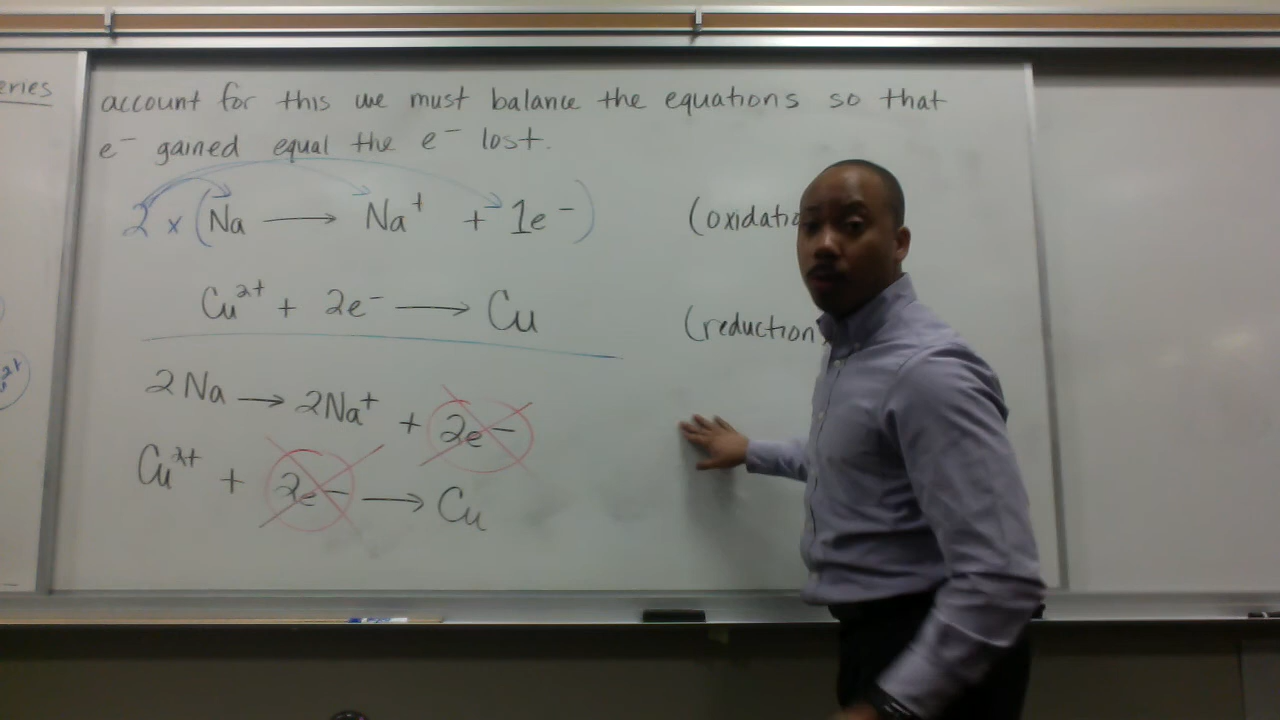 eries
account for this we must balance the equations so that
e⁻ gained equal the e⁻ lost.
2 x (Na → Na⁺ + 1e⁻) (oxidatio
Cu²⁺ + 2e⁻ → Cu (reduction
2Na → 2Na⁺ + 2e⁻
Cu²⁺ + 2e⁻ → Cu